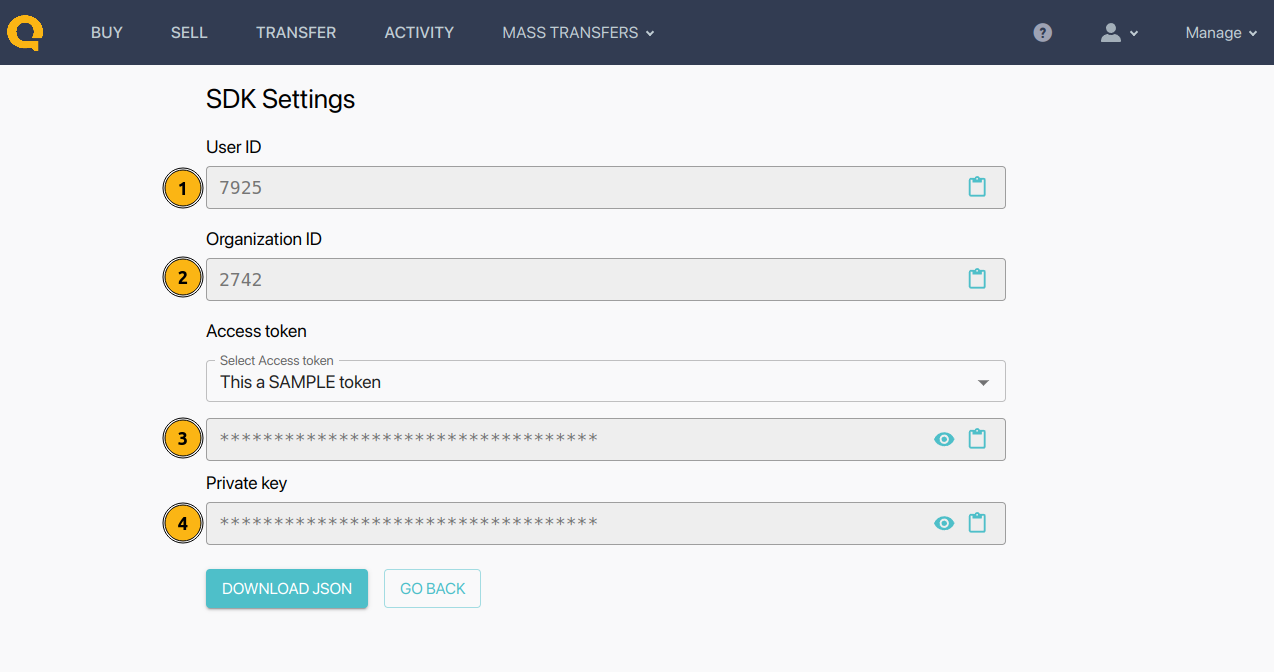 BUY SELL TRANSFER ACTIVITY MASS TRANSFERS ? Manage
SDK Settings
User ID
1 7925
Organization ID
2 2742
Access token
Select Access token
This a SAMPLE token
3 ***********************************
Private key
4 ***********************************
DOWNLOAD JSON GO BACK